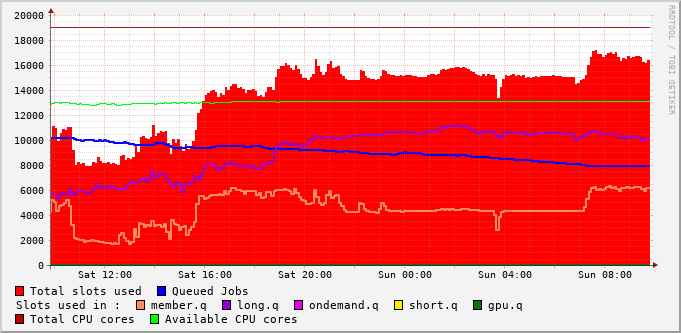 20000
18000
16000
14000
12000
10000
8000
6000
4000
2000
0
Sat 12:00 Sat 16:00 Sat 20:00 Sun 00:00 Sun 04:00 Sun 08:00
RRDTOOL / TOBI OETIKER
Total slots used Queued Jobs
Slots used in : member.q long.q ondemand.q short.q gpu.q
Total CPU cores Available CPU cores